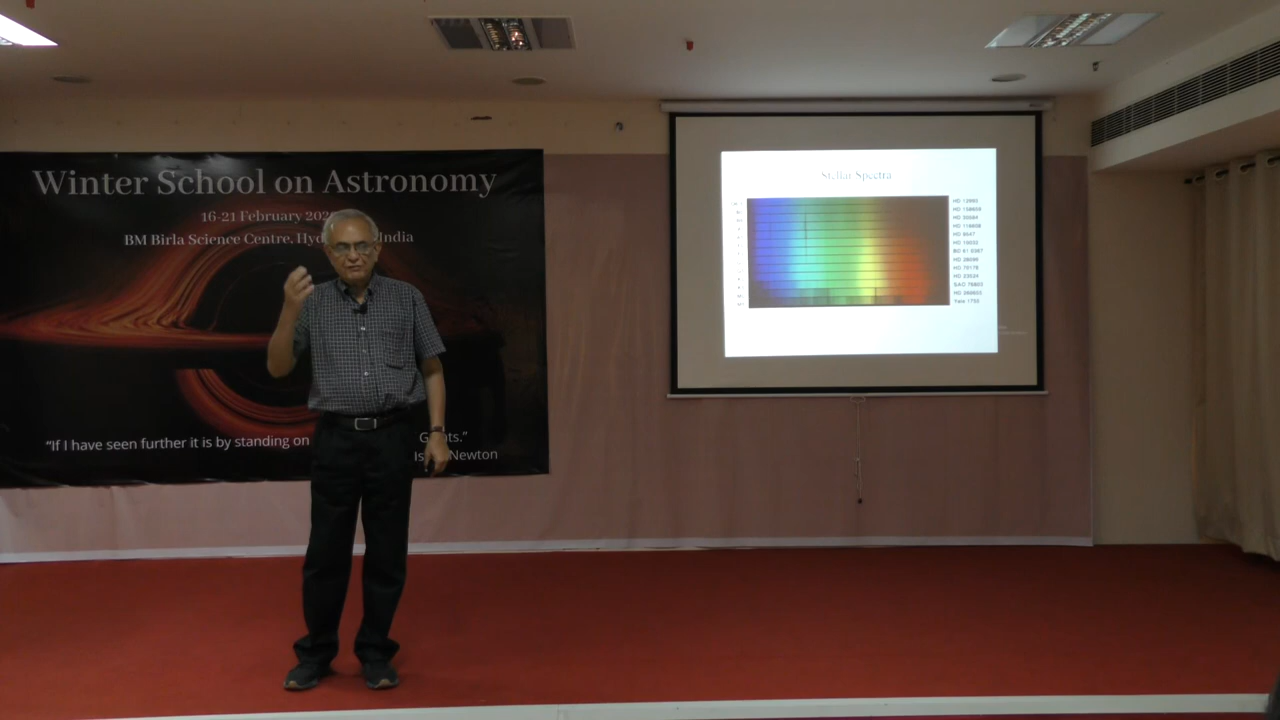 Winter School on Astronomy
16-21 February 202
BM Birla Science Centre, Hyd India
"If I have seen further it is by standing on G nts."
Is Newton
Stellar Spectra
HD 12993
HD 158659
HD 30584
HD 116608
HD 9547
HD 10032
BD 61 0367
HD 28099
HD 70178
HD 23524
SAO 76803
HD 260655
Yale 1755